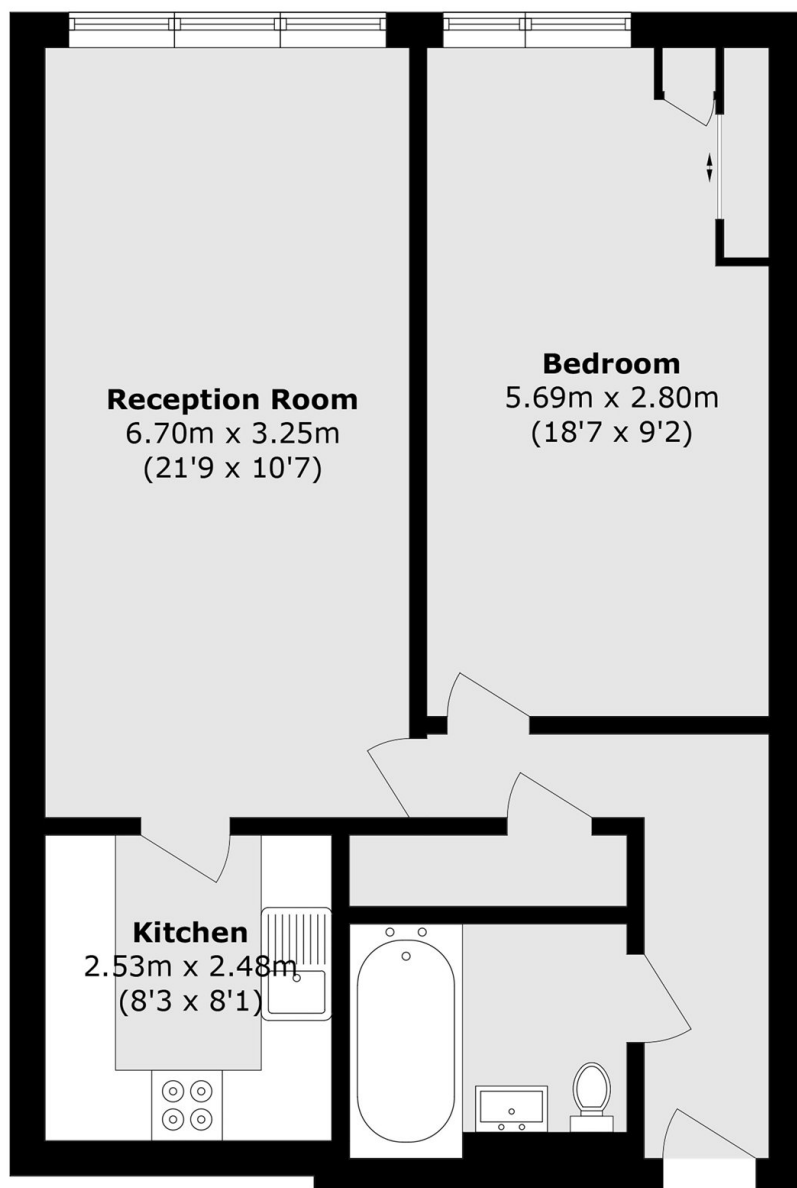 Reception Room
6.70m x 3.25m
(21'9 x 10'7)
Bedroom
5.69m x 2.80m
(18'7 x 9'2)
Kitchen
2.53m x 2.48m
(8'3 x 8'1)